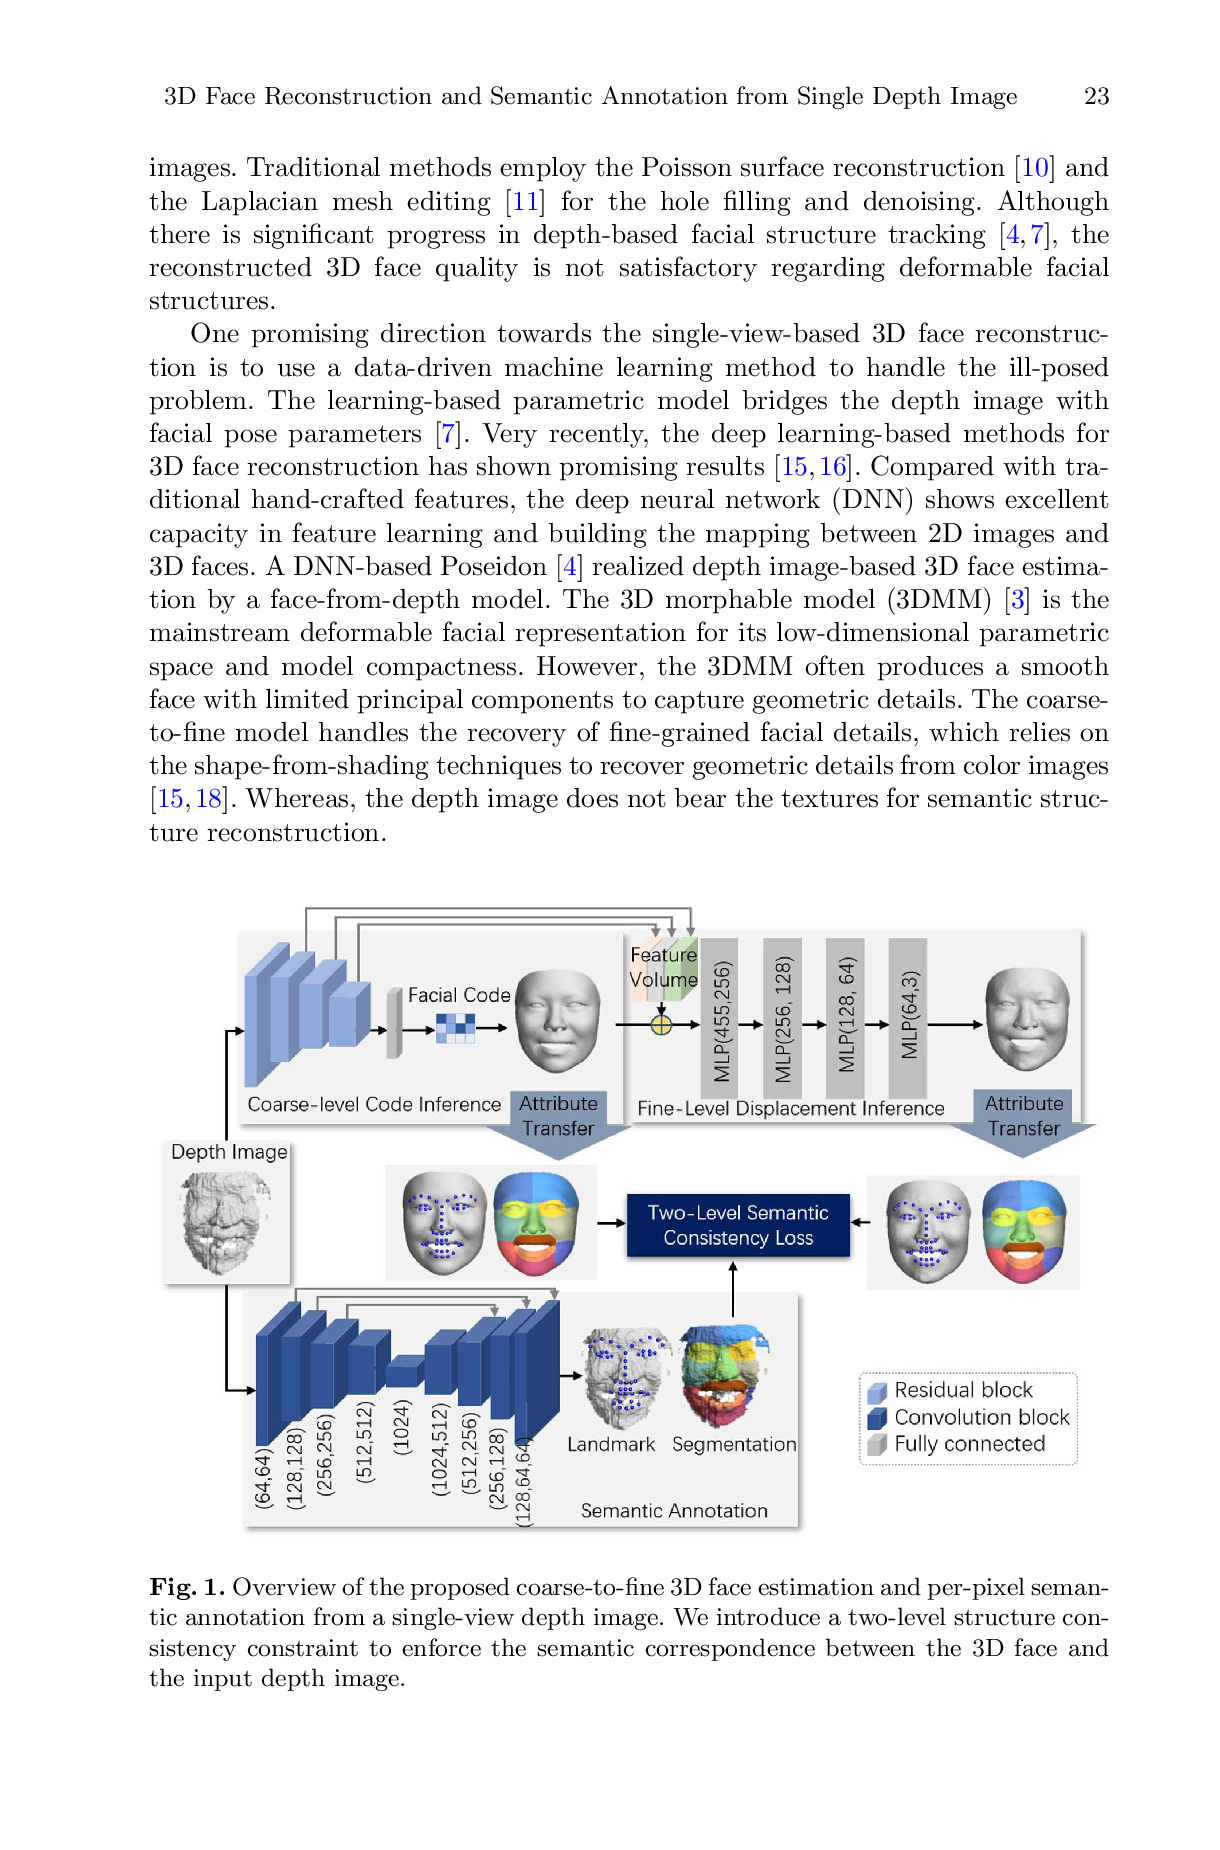 3D Face Reconstruction and Semantic Annotation from Single Depth Image 23
images. Traditional methods employ the Poisson surface reconstruction [10] and
the Laplacian mesh editing [11] for the hole filling and denoising. Although
there is significant progress in depth-based facial structure tracking [4,7], the
reconstructed 3D face quality is not satisfactory regarding deformable facial
structures.
One promising direction towards the single-view-based 3D face reconstruc-
tion is to use a data-driven machine learning method to handle the ill-posed
problem. The learning-based parametric model bridges the depth image with
facial pose parameters [7]. Very recently, the deep learning-based methods for
3D face reconstruction has shown promising results [15,16]. Compared with tra-
ditional hand-crafted features, the deep neural network (DNN) shows excellent
capacity in feature learning and building the mapping between 2D images and
3D faces. A DNN-based Poseidon [4] realized depth image-based 3D face estima-
tion by a face-from-depth model. The 3D morphable model (3DMM) [3] is the
mainstream deformable facial representation for its low-dimensional parametric
space and model compactness. However, the 3DMM often produces a smooth
face with limited principal components to capture geometric details. The coarse-
to-fine model handles the recovery of fine-grained facial details, which relies on
the shape-from-shading techniques to recover geometric details from color images
[15,18]. Whereas, the depth image does not bear the textures for semantic struc-
ture reconstruction.
Feature
Volume
Facial Code
MLP(455,256)
MLP(256, 128)
MLP(128, 64)
MLP(64,3)
Coarse-level Code Inference
Attribute
Transfer
Fine-Level Displacement Inference
Attribute
Transfer
Depth Image
Two-Level Semantic
Consistency Loss
(64,64)
(128,128)
(256,256)
(512,512)
(1024)
(1024,512)
(512,256)
(256,128)
(128,64,64)
Landmark
Segmentation
Semantic Annotation
Residual block
Convolution block
Fully connected
Fig. 1. Overview of the proposed coarse-to-fine 3D face estimation and per-pixel seman-
tic annotation from a single-view depth image. We introduce a two-level structure con-
sistency constraint to enforce the semantic correspondence between the 3D face and
the input depth image.